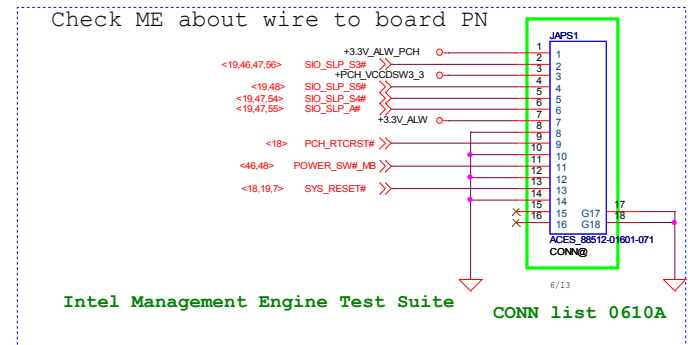 Check ME about wire to board PN
JAPS1
+3.3V_ALW_PCH 1 1
<19,46,47,56> SIO_SLP_S3# 2 2
+PCH_VCCDSW3_3 3 3
<19,48> SIO_SLP_S5# 4 4
<19,47,54> SIO_SLP_S4# 5 5
<19,47,55> SIO_SLP_A# 6 6
+3.3V_ALW 7 7
8 8
<18> PCH_RTCRST# 9 9
10 10
<46,48> POWER_SW#_MB 11 11
12 12
<18,19,7> SYS_RESET# 13 13
14 14
15 15 G17 17
16 16 G18 18
ACES_88512-01601-071
CONN@
6/13
Intel Management Engine Test Suite
CONN list 0610A